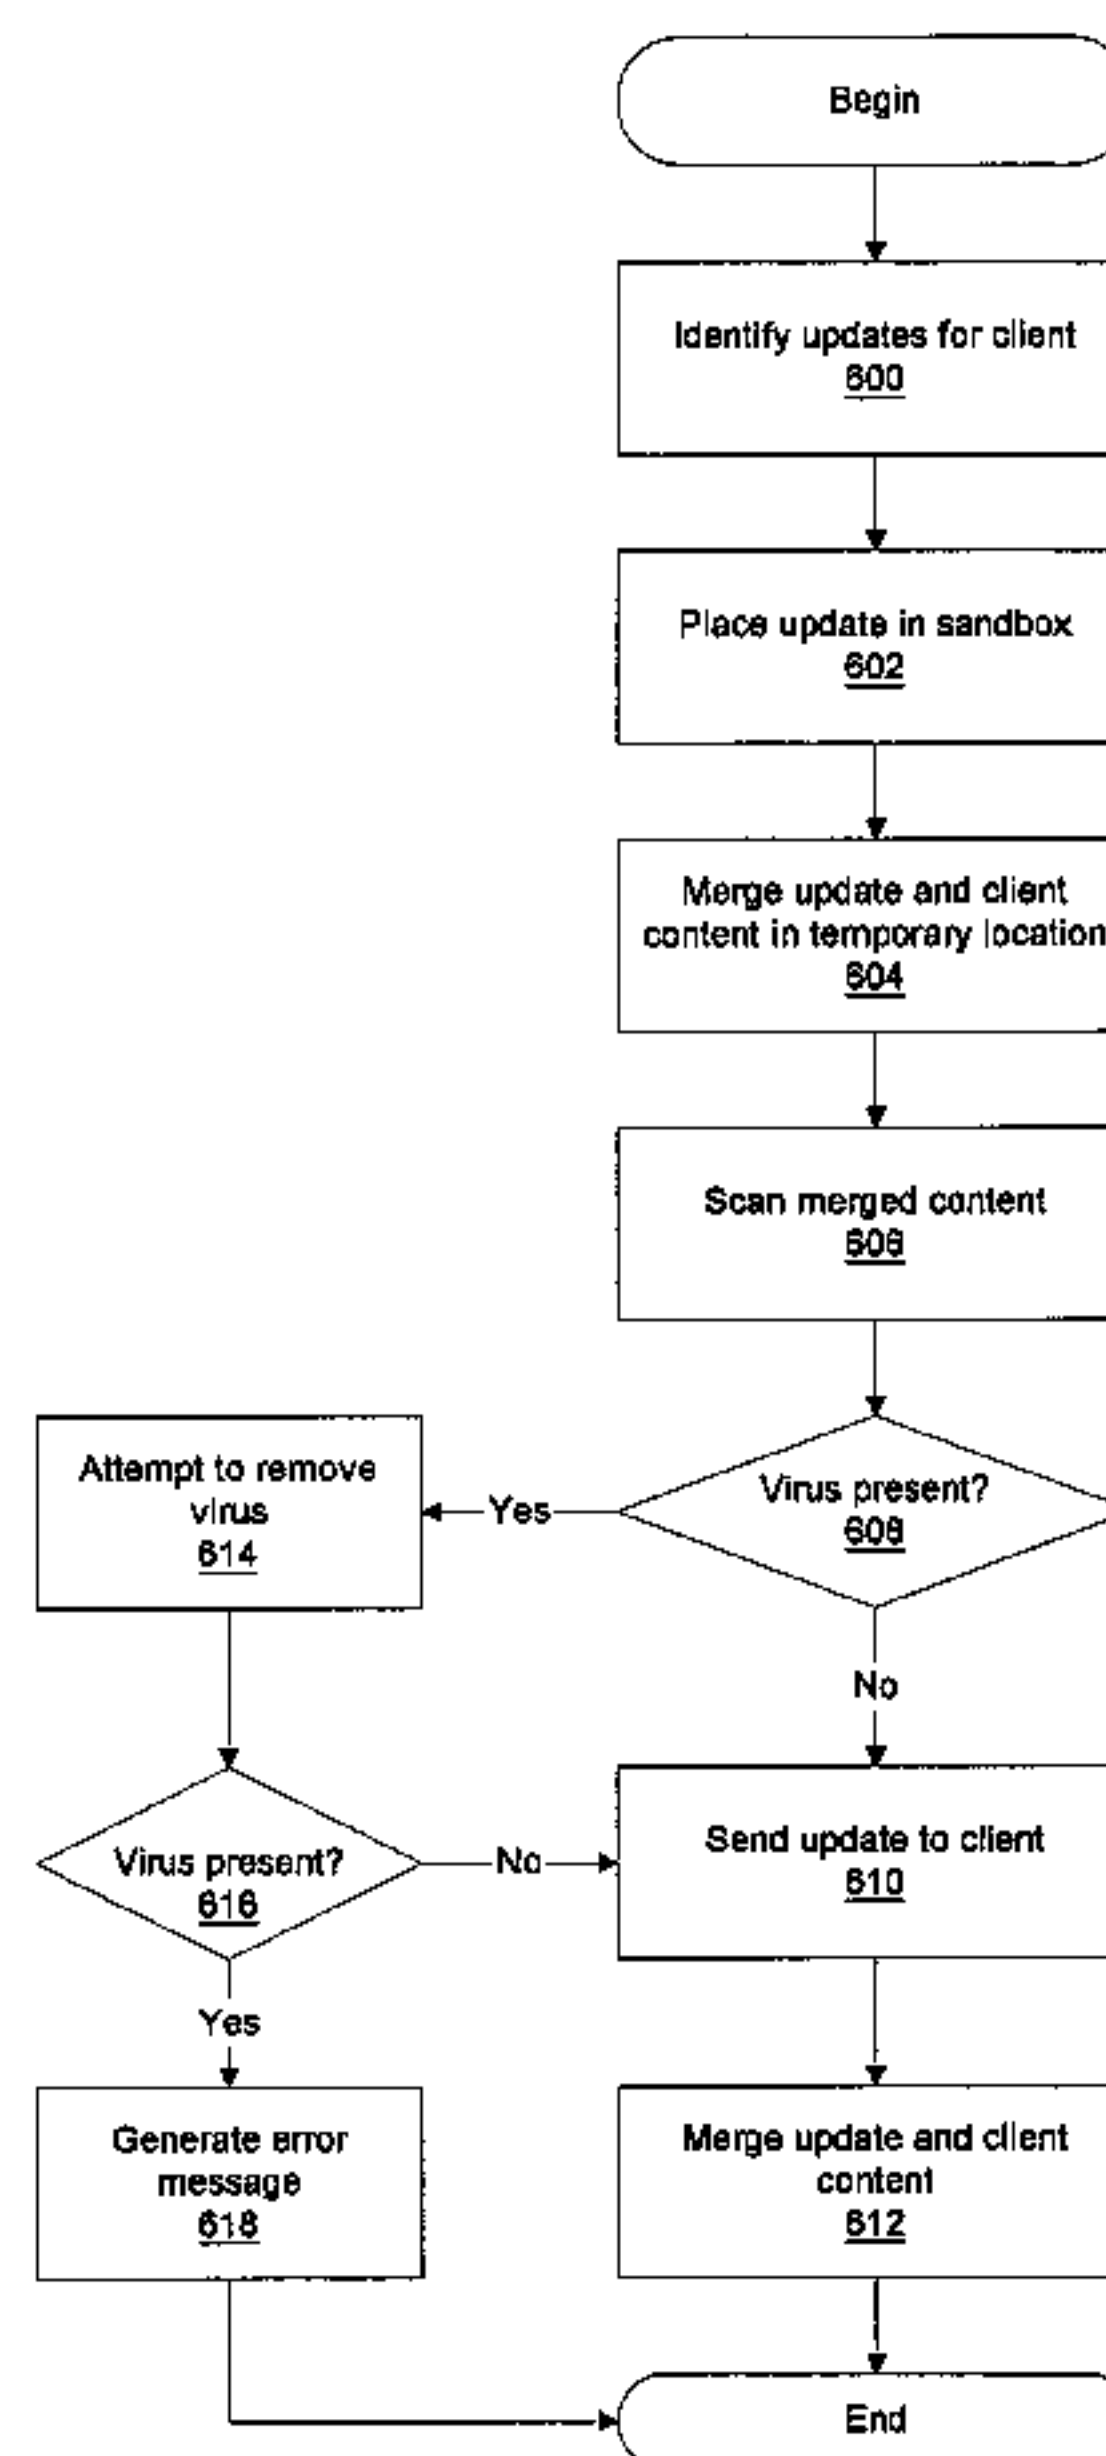 Begin
Identify updates for client
600
Place update in sandbox
602
Merge update and client
content in temporary location
604
Scan merged content
606
Virus present?
608
Yes
Attempt to remove
virus
614
No
Virus present?
616
No
Send update to client
610
Yes
Generate error
message
618
Merge update and client
content
612
End